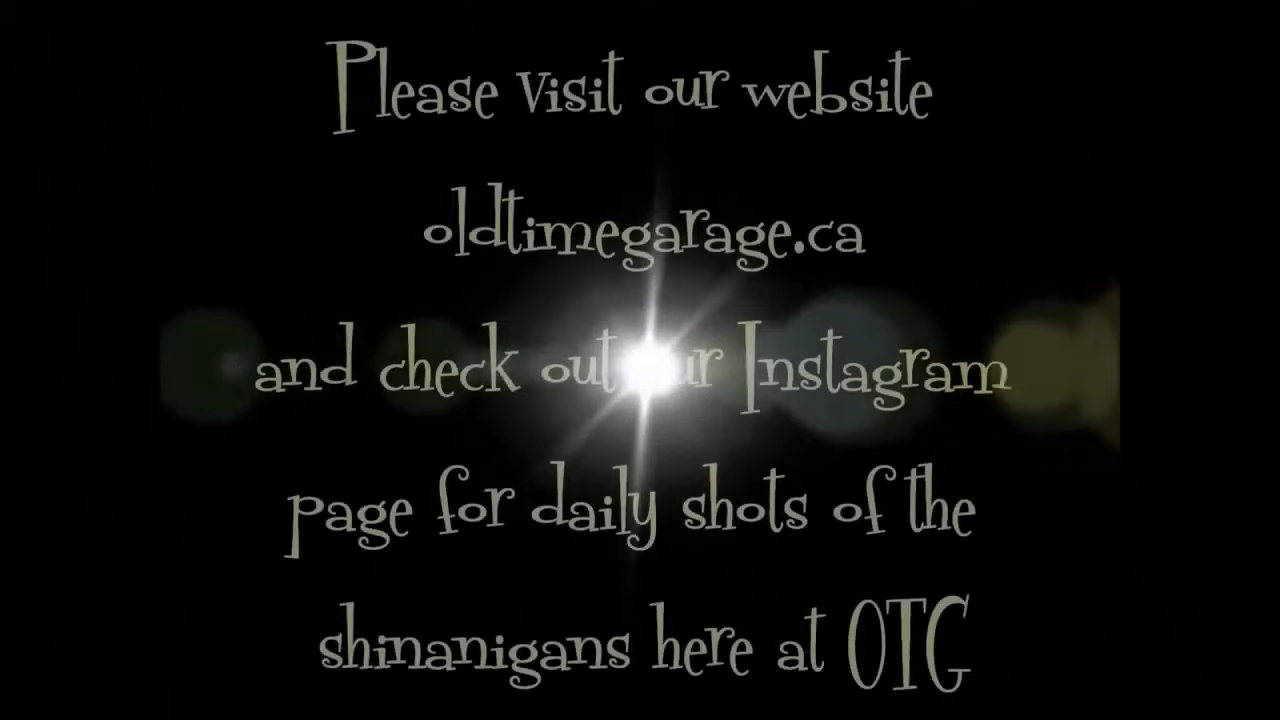 Please visit our website
oldtimegarage.ca
and check out our Instagram
page for daily shots of the
shinanigans here at OTG